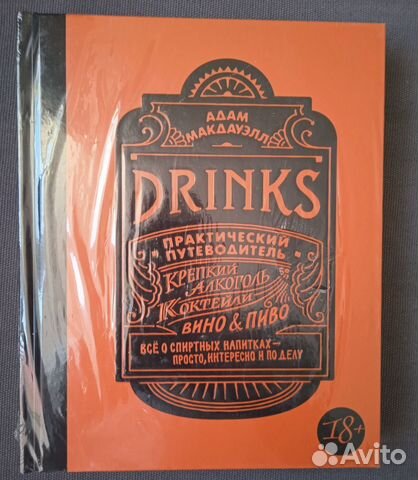 АДАМ
МАКДАУЭЛЛ
DRINKS
ПРАКТИЧЕСКИЙ
ПУТЕВОДИТЕЛЬ
КРЕПКИЙ
АЛКОГОЛЬ
КОКТЕЙЛИ
ВИНО & ПИВО
ВСЁ О СПИРТНЫХ НАПИТКАХ—
ПРОСТО, ИНТЕРЕСНО И ПО ДЕЛУ
18+
Avito